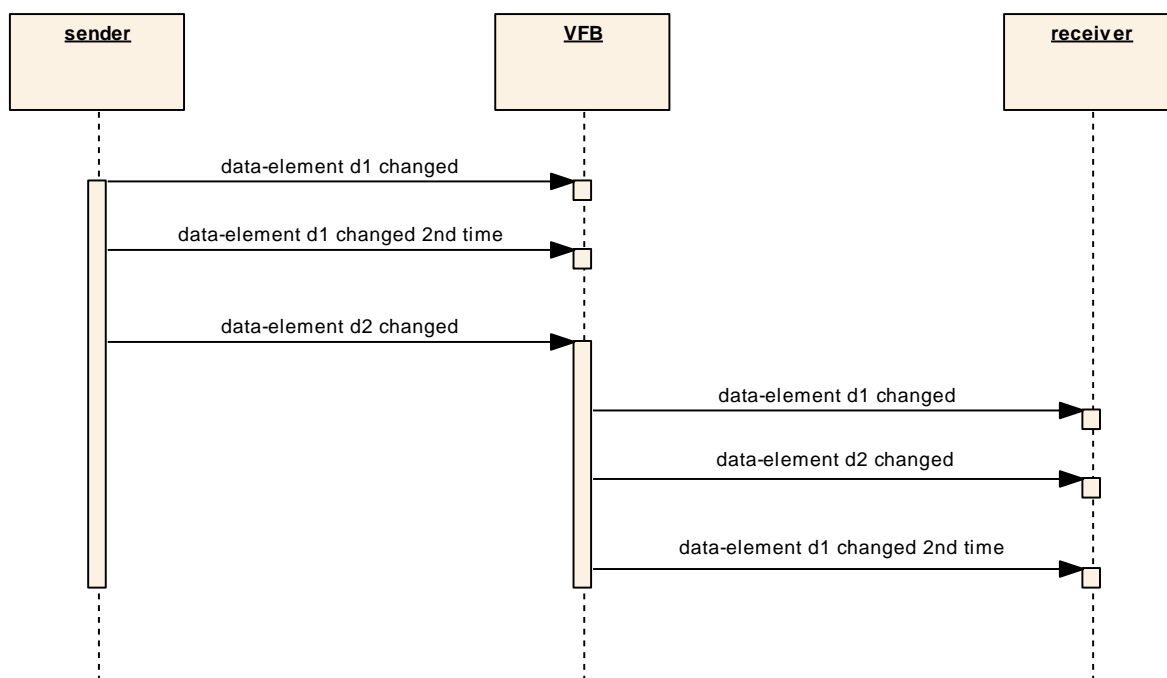 sender
VFB
receiver
data-element d1 changed
data-element d1 changed 2nd time
data-element d2 changed
data-element d1 changed
data-element d2 changed
data-element d1 changed 2nd time